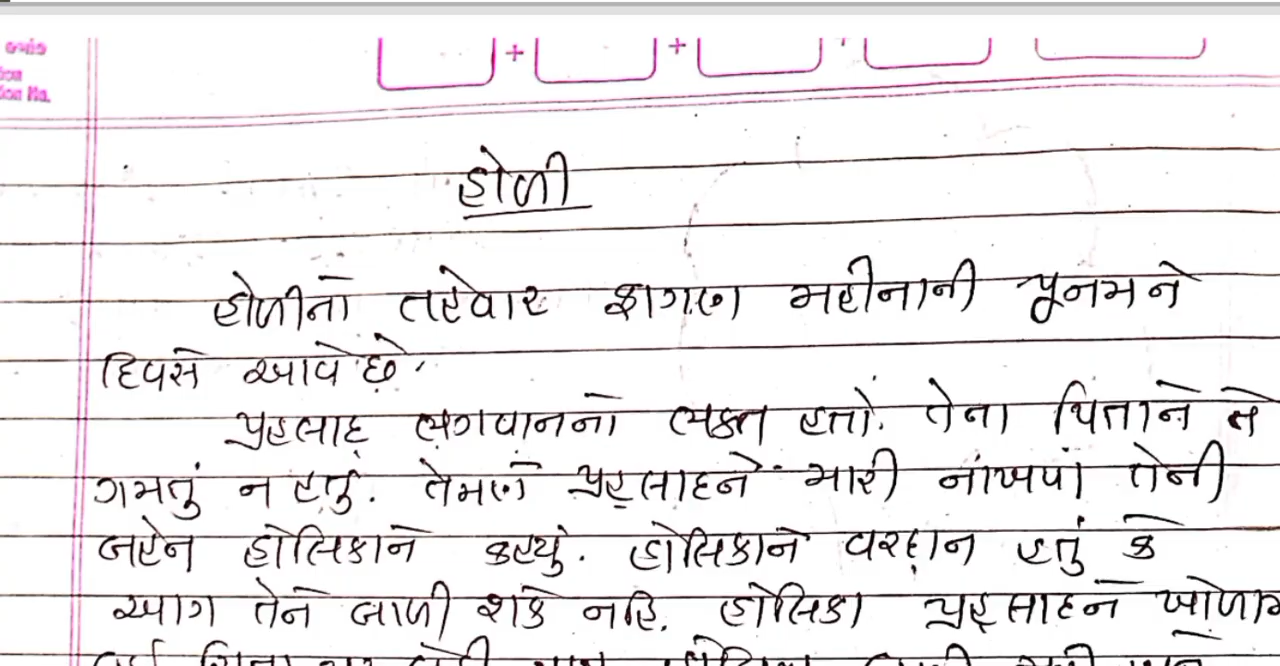 હોળી
હોળીનો તહેવાર ફાગણ મહીનાની પૂનમને
દિવસે આવે છે.
પ્રહલાદ ભગવાનનો ભક્ત હતો. તેના પિતાને તે
ગમતું ન હતું. તેમણે પ્રહલાદને મારી નાંખવા તેની
બહેન હોલિકાને કહ્યું. હોલિકાને વરદાન હતું કે
આગ તેને બાળી શકે નહિ. હોલિકા પ્રહલાદને